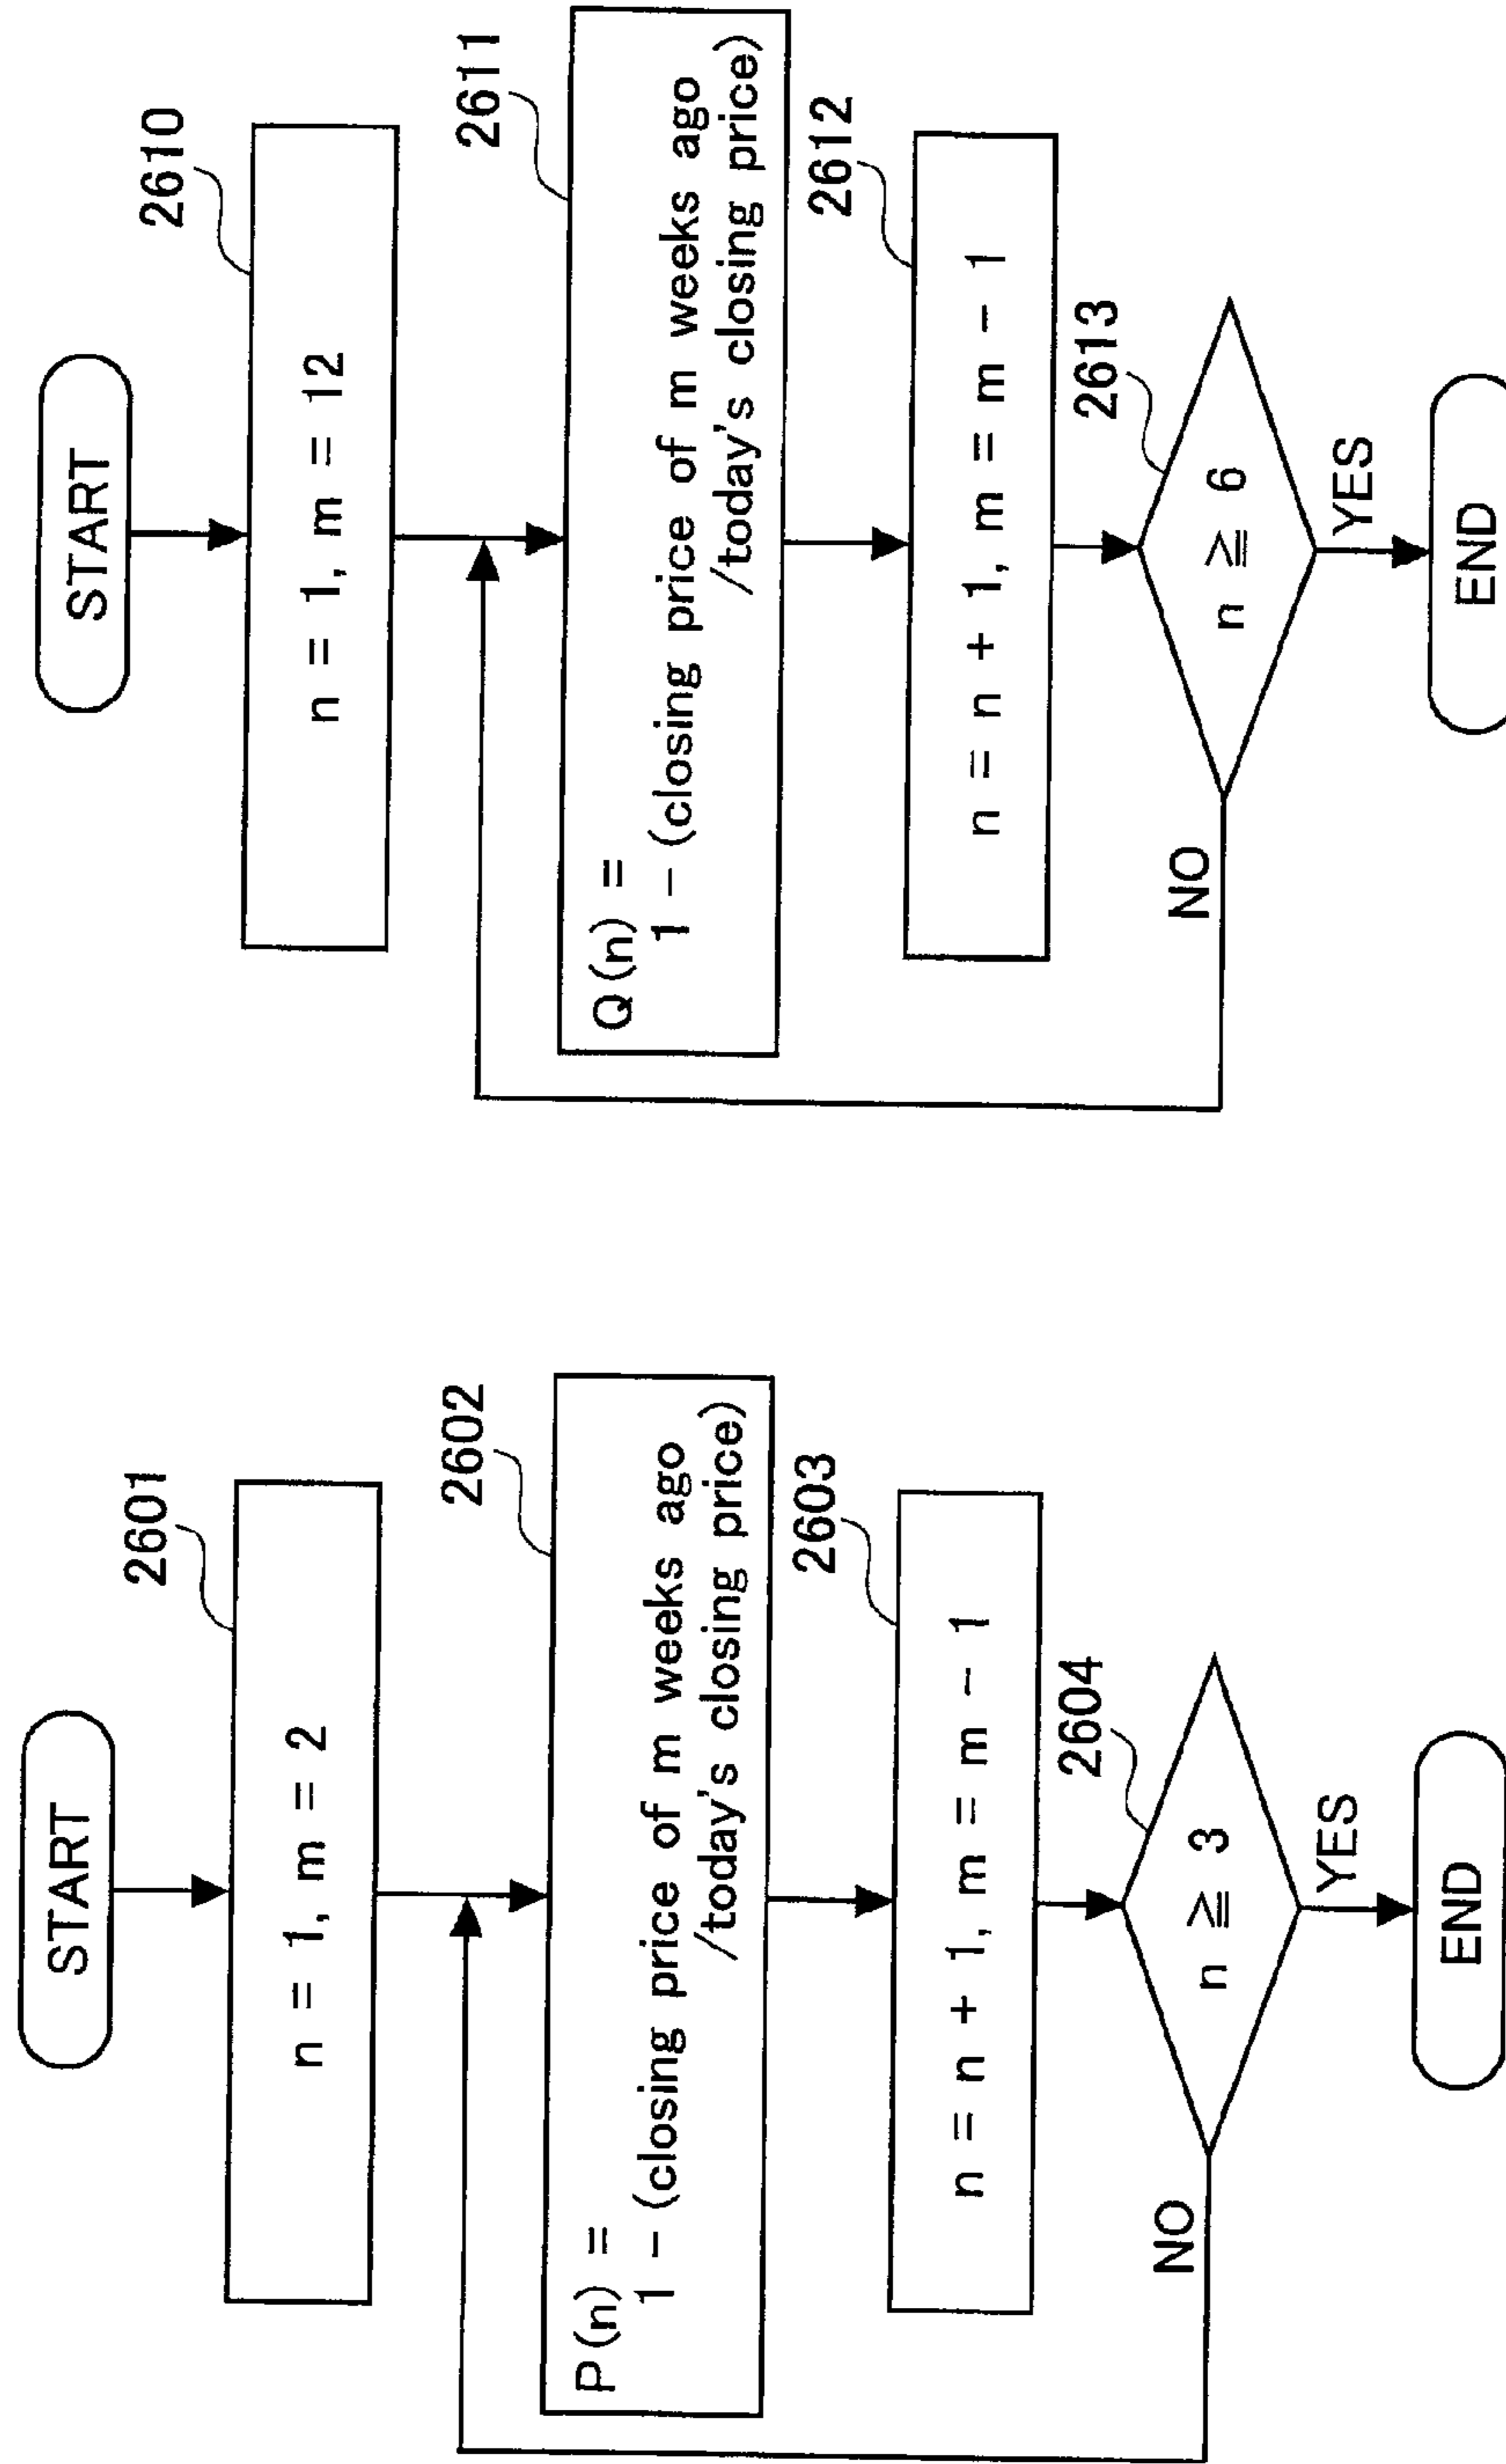 START
2601
n = 1, m = 2
2602
P(n) =
1 - (closing price of m weeks ago
/today's closing price)
2603
n = n + 1, m = m - 1
2604
n ≧ 3
NO
YES
END
START
2610
n = 1, m = 12
2611
Q(n) =
1 - (closing price of m weeks ago
/today's closing price)
2612
n = n + 1, m = m - 1
2613
n ≧ 6
NO
YES
END